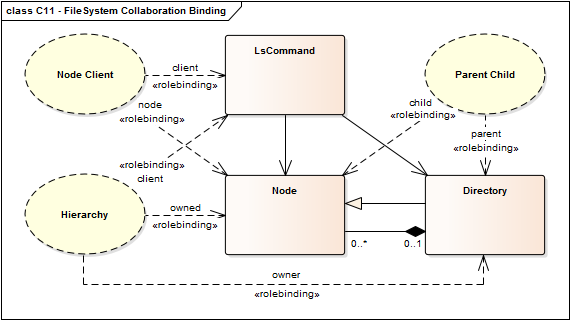 class C11 - FileSystem Collaboration Binding
Node Client
client
«rolebinding»
LsCommand
Parent Child
node
«rolebinding»
child
«rolebinding»
parent
«rolebinding»
«rolebinding»
client
Hierarchy
owned
«rolebinding»
Node
Directory
0..*
0..1
owner
«rolebinding»